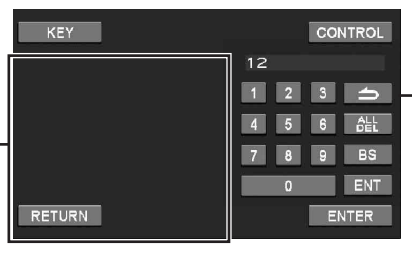 KEY CONTROL
12
1 2 3
4 5 6 ALL DEL
7 8 9 BS
0 ENT
RETURN ENTER